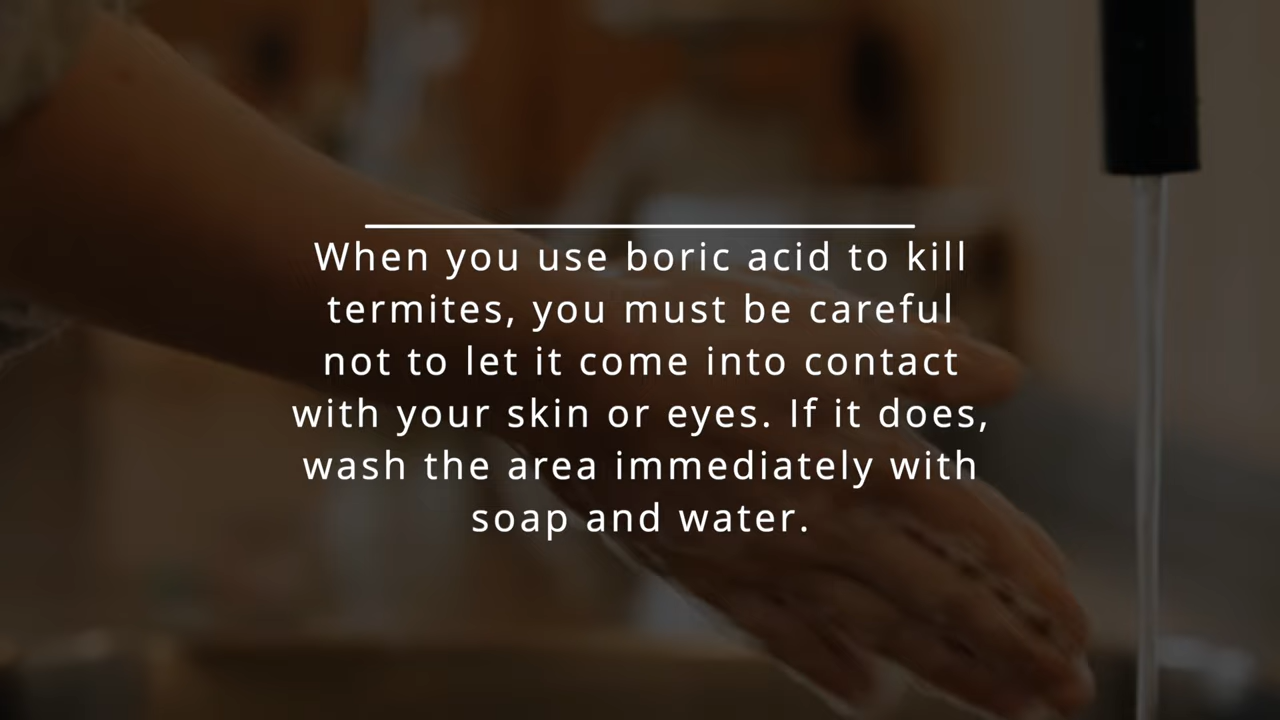 When you use boric acid to kill
termites, you must be careful
not to let it come into contact
with your skin or eyes. If it does,
wash the area immediately with
soap and water.